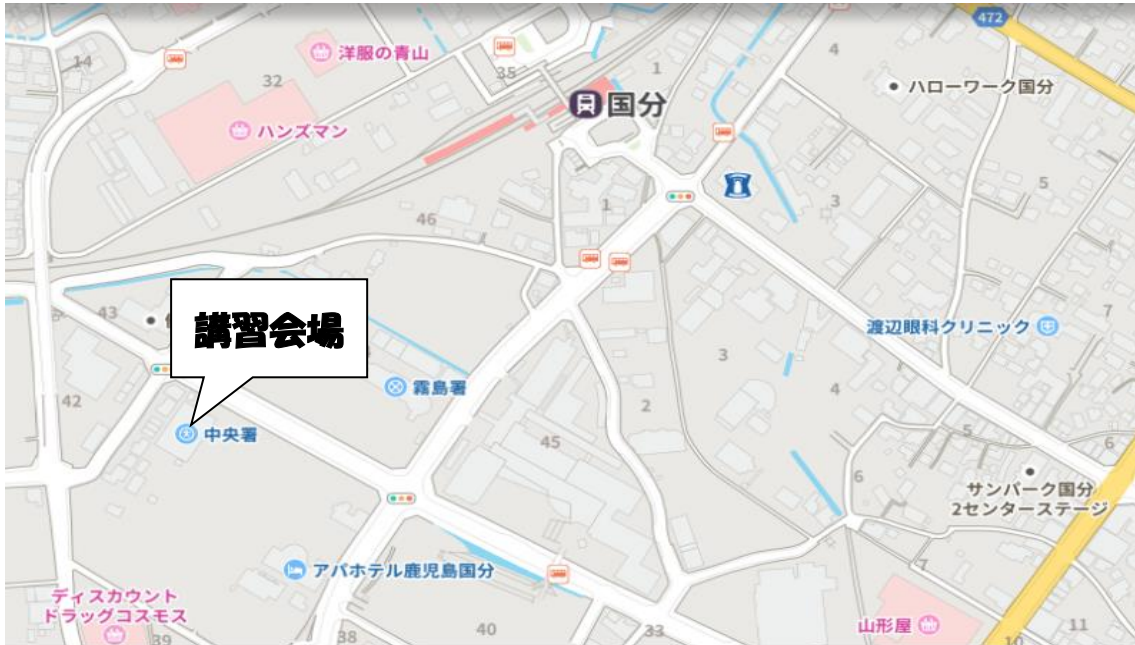 472
洋服の青山
14
32
35
1
4
ハローワーク国分
国分
ハンズマン
5
3
46
1
43
講習会場
渡辺眼科クリニック
7
3
霧島署
42
4
2
中央署
45
5
6
6
サンパーク国分
2センターステージ
アパホテル鹿児島国分
7
ディスカウント
ドラッグコスモス
39
38
40
33
山形屋
10
11